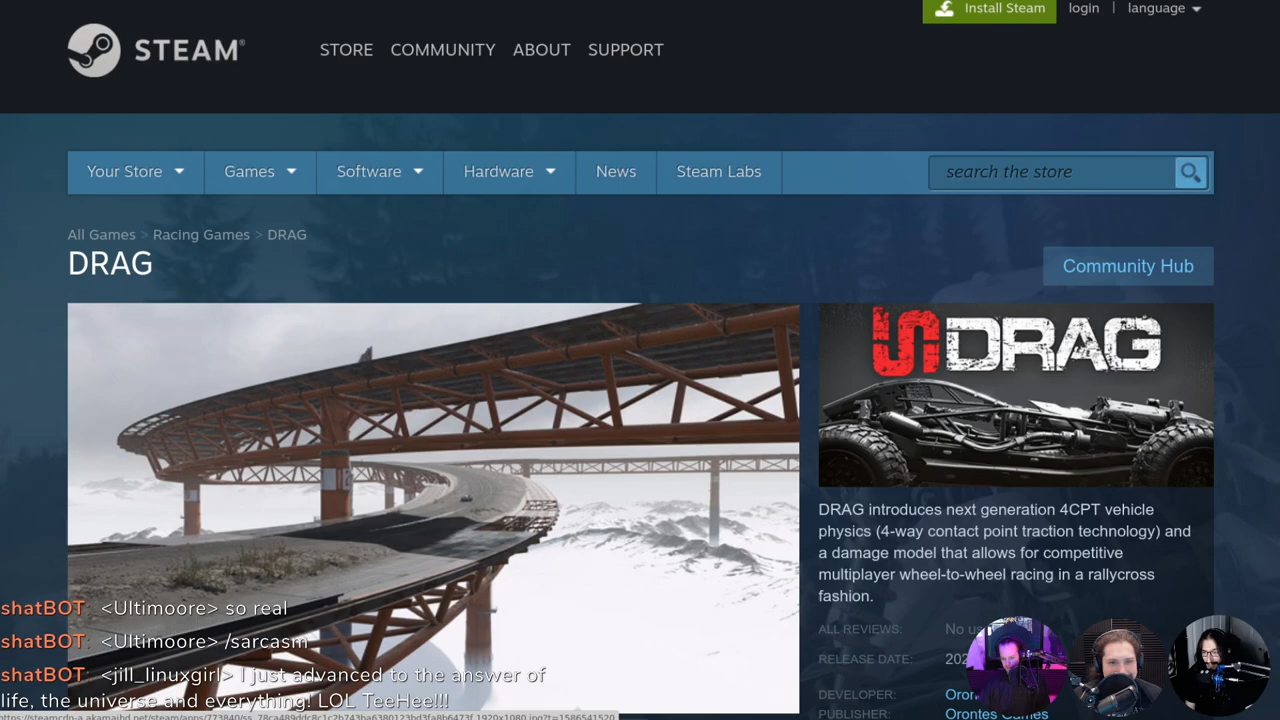 Install Steam
login
language
STEAM®
STORE
COMMUNITY
ABOUT
SUPPORT
Your Store
Games
Software
Hardware
News
Steam Labs
search the store
All Games > Racing Games > DRAG
DRAG
Community Hub
DRAG
DRAG introduces next generation 4CPT vehicle
physics (4-way contact point traction technology) and
a damage model that allows for competitive
multiplayer wheel-to-wheel racing in a rallycross
fashion.
ALL REVIEWS: No
RELEASE DATE:
DEVELOPER:
PUBLISHER: Orontes Games
shatBOT: <Ultimoore> so real
shatBOT: <Ultimoore> /sarcasm
shatBOT: <jill_linuxgirl> I just advanced to the answer of
life, the universe and everything! LOL TeeHee!!!